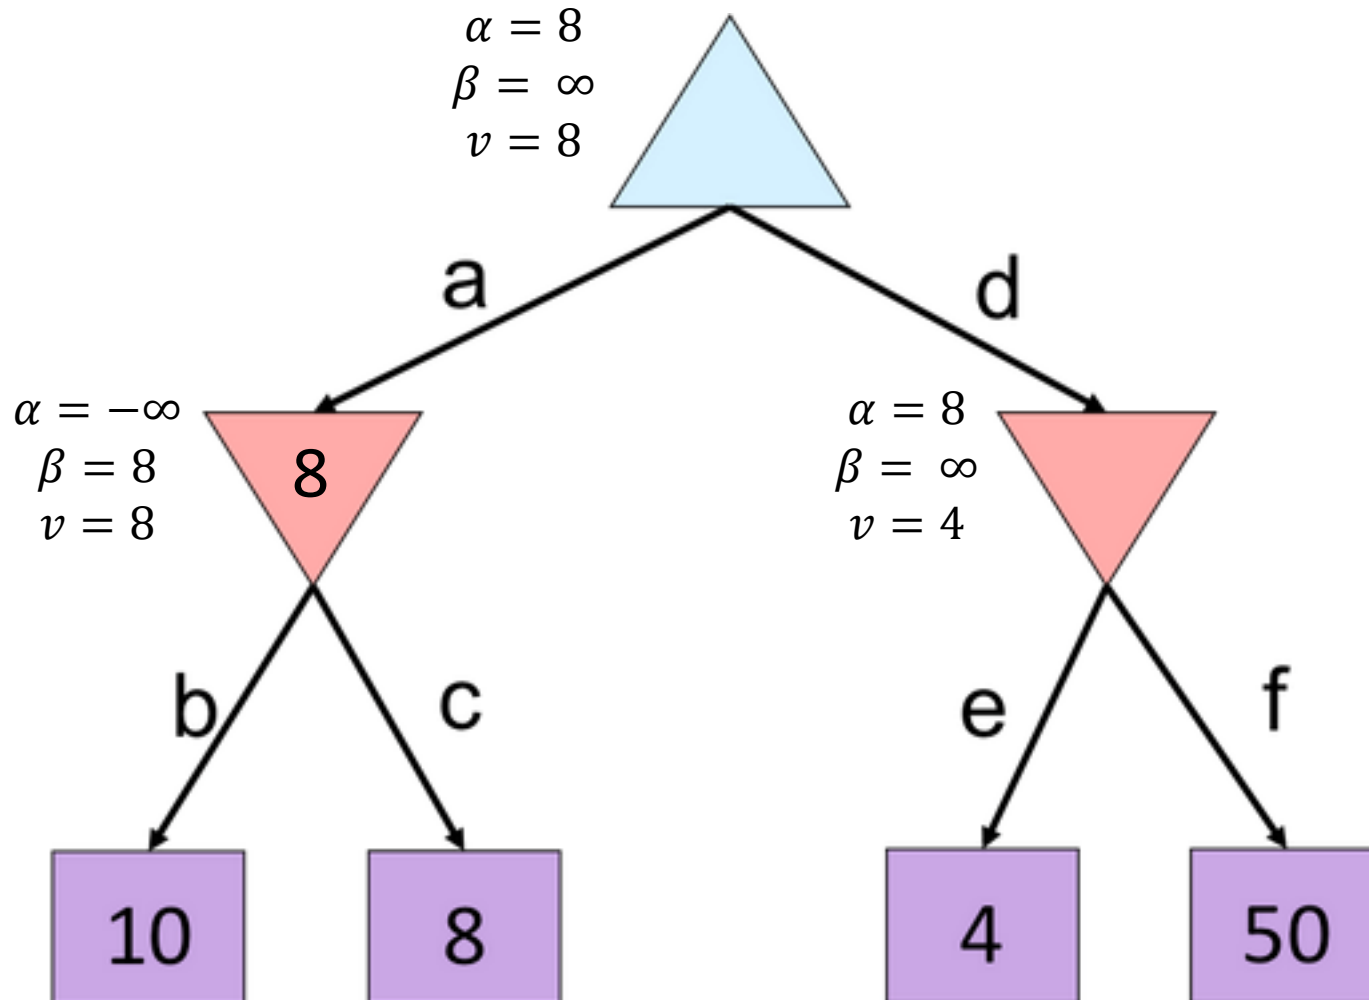 α = 8
β = ∞
v = 8
a
d
α = −∞
β = 8
v = 8
8
α = 8
β = ∞
v = 4
b
c
e
f
10
8
4
50